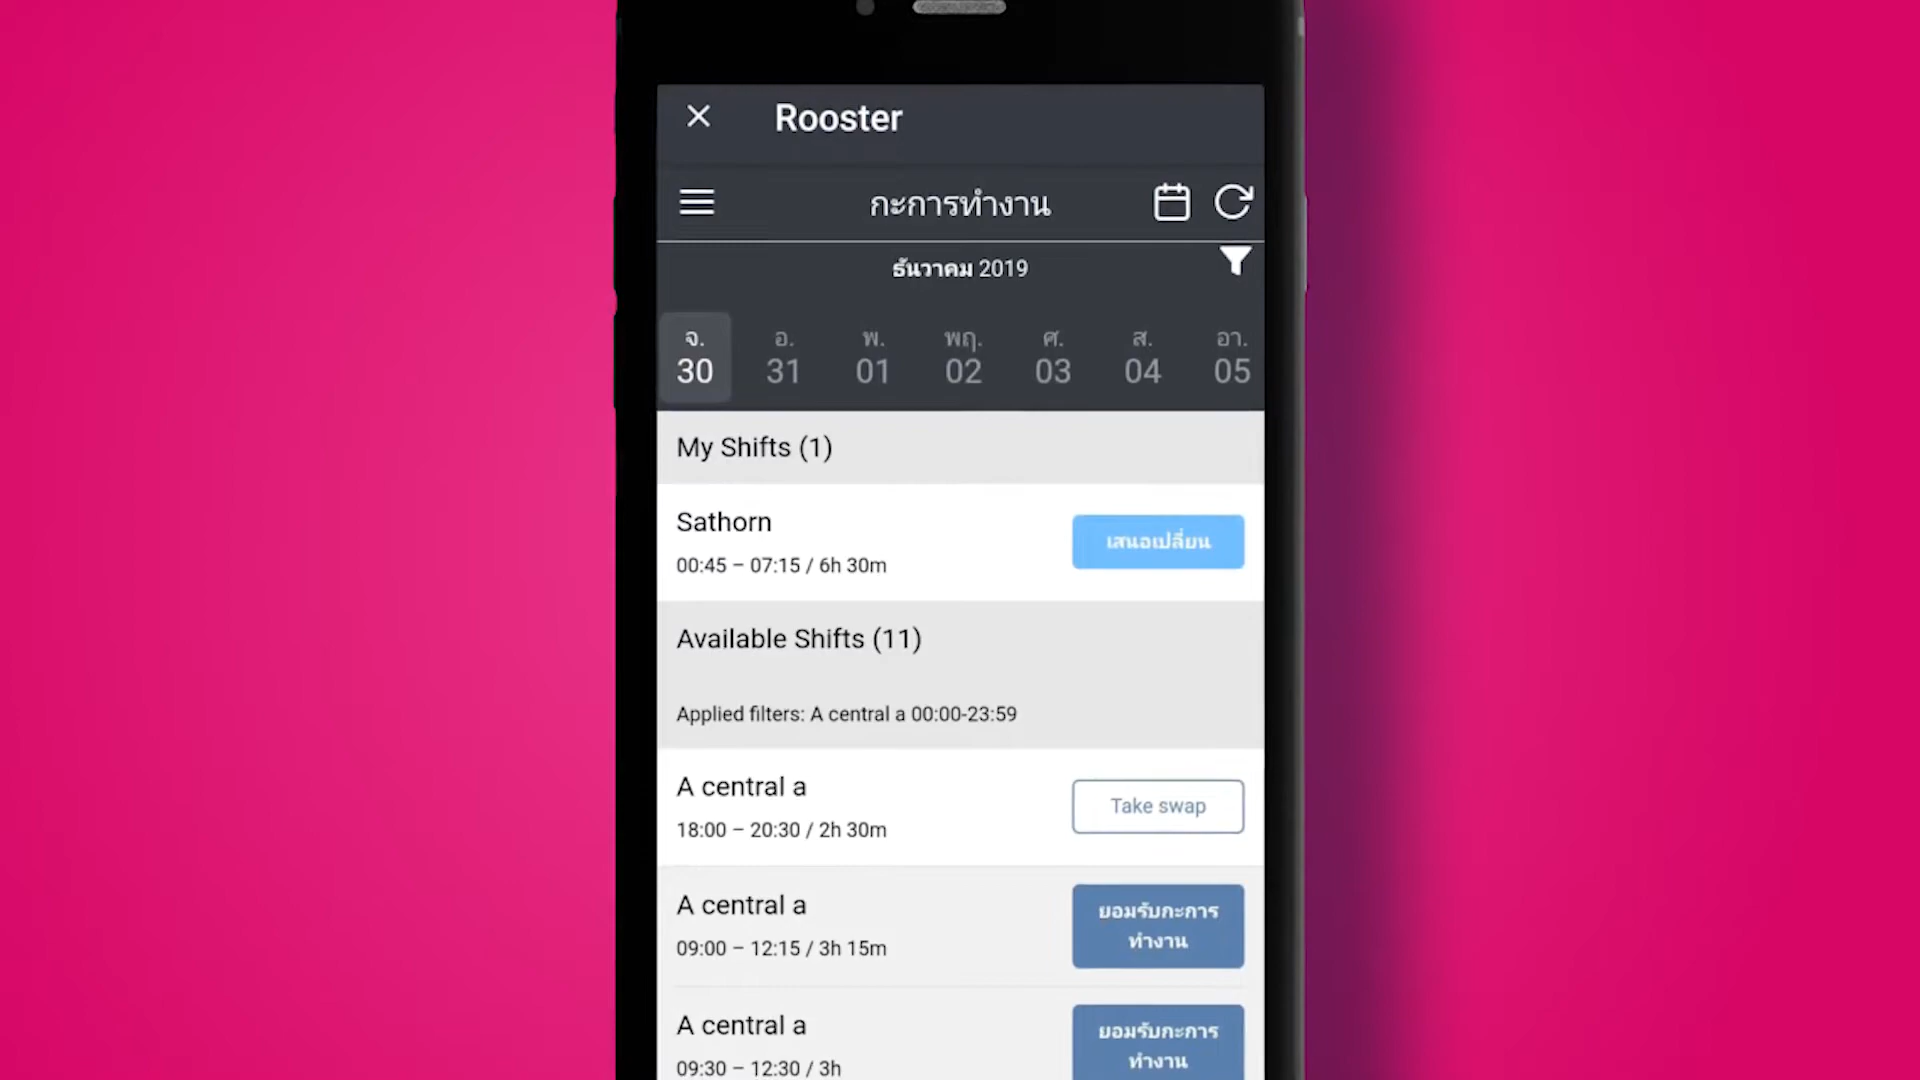 Rooster
กะการทำงาน
ธันวาคม 2019
จ. อ. พ. พฤ. ศ. ส. อา.
30 31 01 02 03 04 05
My Shifts (1)
Sathorn
00:45 – 07:15 / 6h 30m
เสนอเปลี่ยน
Available Shifts (11)
Applied filters: A central a 00:00-23:59
A central a
18:00 – 20:30 / 2h 30m
Take swap
A central a
09:00 – 12:15 / 3h 15m
ยอมรับกะการ
ทำงาน
A central a
09:30 – 12:30 / 3h
ยอมรับกะการ
ทำงาน